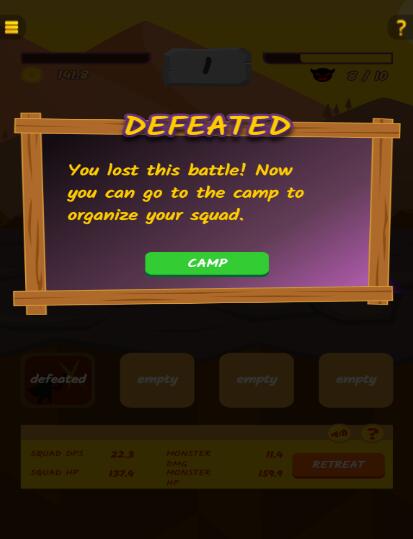 ?
1
141.8
8 / 10
DEFEATED
You lost this battle! Now
you can go to the camp to
organize your squad.
CAMP
defeated empty empty empty
?
SQUAD DPS 22.3 MONSTER DMG 11.4
SQUAD HP 137.4 MONSTER HP 159.9
RETREAT